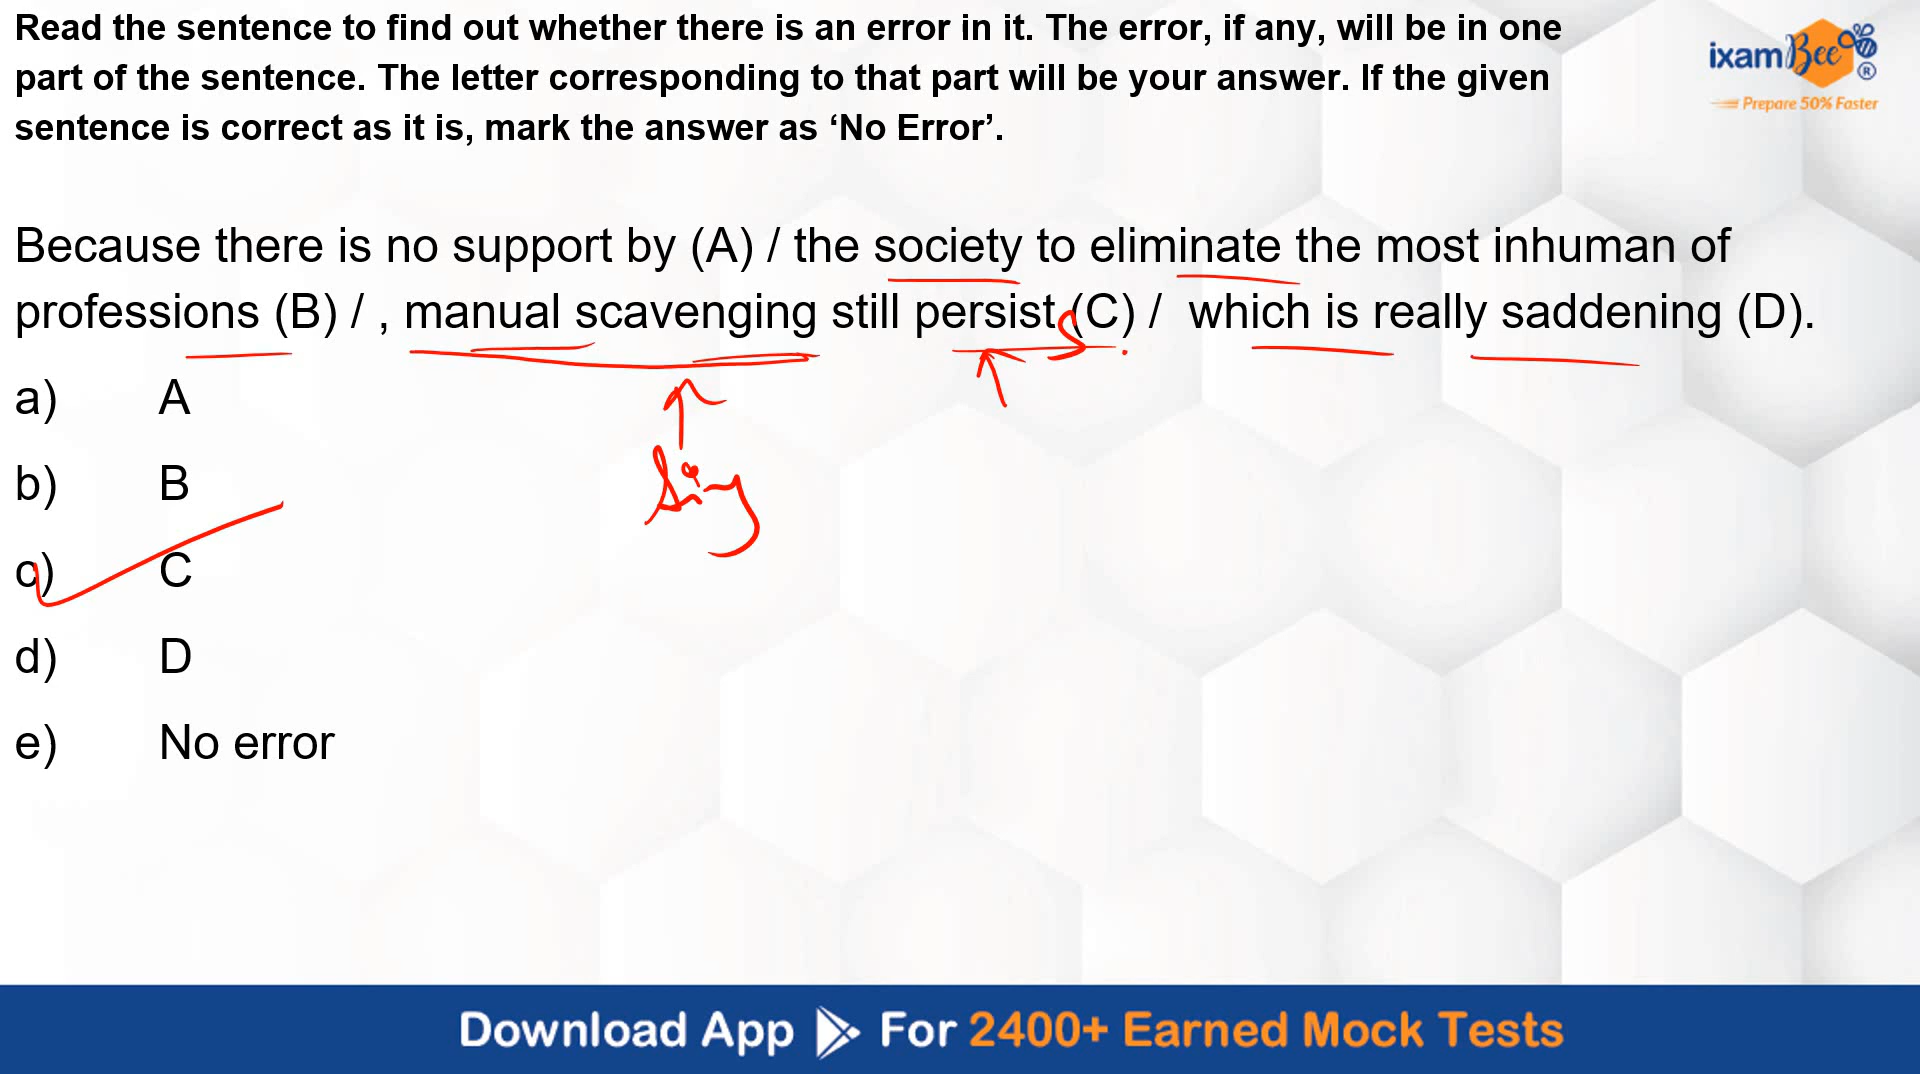 Read the sentence to find out whether there is an error in it. The error, if any, will be in one
part of the sentence. The letter corresponding to that part will be your answer. If the given
sentence is correct as it is, mark the answer as ‘No Error’.
ixamBee®
Prepare 50% Faster
Because there is no support by (A) / the society to eliminate the most inhuman of
professions (B) / , manual scavenging still persist (C) / which is really saddening (D).
s
Sing
a) A
b) B
c) C
d) D
e) No error
Download App For 2400+ Earned Mock Tests